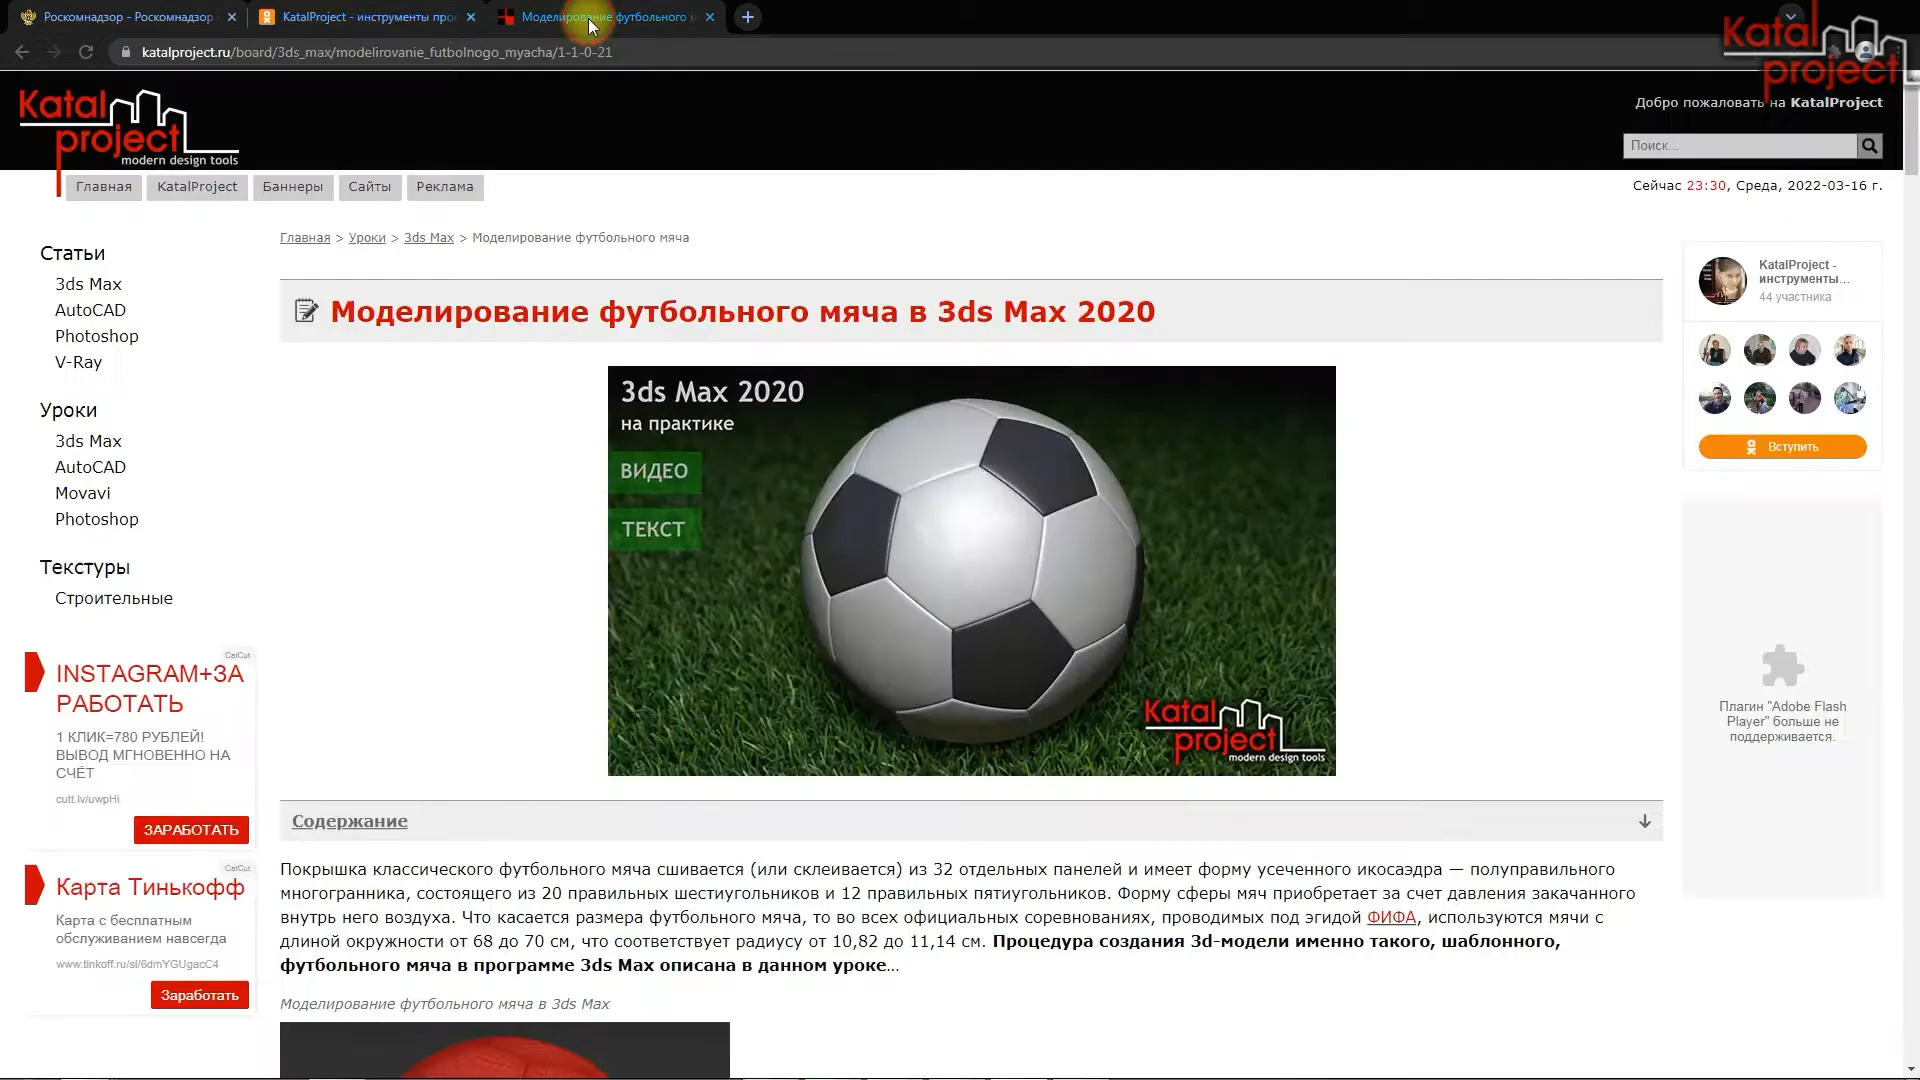 Роскомнадзор - Роскомнадзор
KatalProject - инструменты про
Моделирование футбольного м
katalproject.ru/board/3ds_max/modelirovanie_futbolnogo_myacha/1-1-0-21
Katal
project
Katal
project
modern design tools
Добро пожаловать на KatalProject
Поиск...
Главная
KatalProject
Баннеры
Сайты
Реклама
Сейчас 23:30, Среда, 2022-03-16 г.
Главная > Уроки > 3ds Max > Моделирование футбольного мяча
Статьи
3ds Max
AutoCAD
Photoshop
V-Ray
Уроки
3ds Max
AutoCAD
Movavi
Photoshop
Текстуры
Строительные
CatCut
INSTAGRAM+ЗА
РАБОТАТЬ
1 КЛИК=780 РУБЛЕЙ!
ВЫВОД МГНОВЕННО НА
СЧЁТ
cutt.lv/uwpHi
ЗАРАБОТАТЬ
CatCut
Карта Тинькофф
Карта с бесплатным
обслуживанием навсегда
www.tinkoff.ru/sl/6dmYGUgacC4
Заработать
Моделирование футбольного мяча в 3ds Max 2020
3ds Max 2020
на практике
ВИДЕО
ТЕКСТ
Katal
project
modern design tools
Содержание
Покрышка классического футбольного мяча сшивается (или склеивается) из 32 отдельных панелей и имеет форму усеченного икосаэдра — полуправильного
многогранника, состоящего из 20 правильных шестиугольников и 12 правильных пятиугольников. Форму сферы мяч приобретает за счет давления закачанного
внутрь него воздуха. Что касается размера футбольного мяча, то во всех официальных соревнованиях, проводимых под эгидой ФИФА, используются мячи с
длиной окружности от 68 до 70 см, что соответствует радиусу от 10,82 до 11,14 см. Процедура создания 3d-модели именно такого, шаблонного,
футбольного мяча в программе 3ds Max описана в данном уроке...
Моделирование футбольного мяча в 3ds Max
KatalProject -
инструменты...
44 участника
Вступить
Плагин "Adobe Flash
Player" больше не
поддерживается.